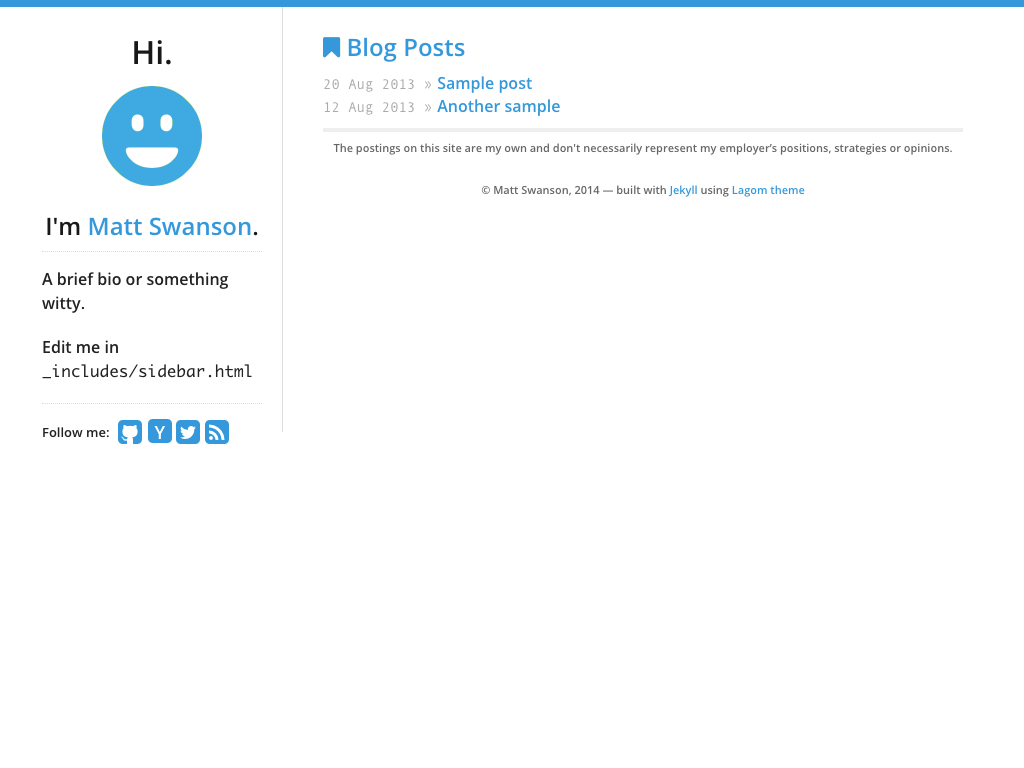 Hi.
I'm Matt Swanson.
A brief bio or something
witty.
Edit me in
_includes/sidebar.html
Follow me:
Y
Blog Posts
20 Aug 2013 » Sample post
12 Aug 2013 » Another sample
The postings on this site are my own and don't necessarily represent my employer’s positions, strategies or opinions.
© Matt Swanson, 2014 — built with Jekyll using Lagom theme